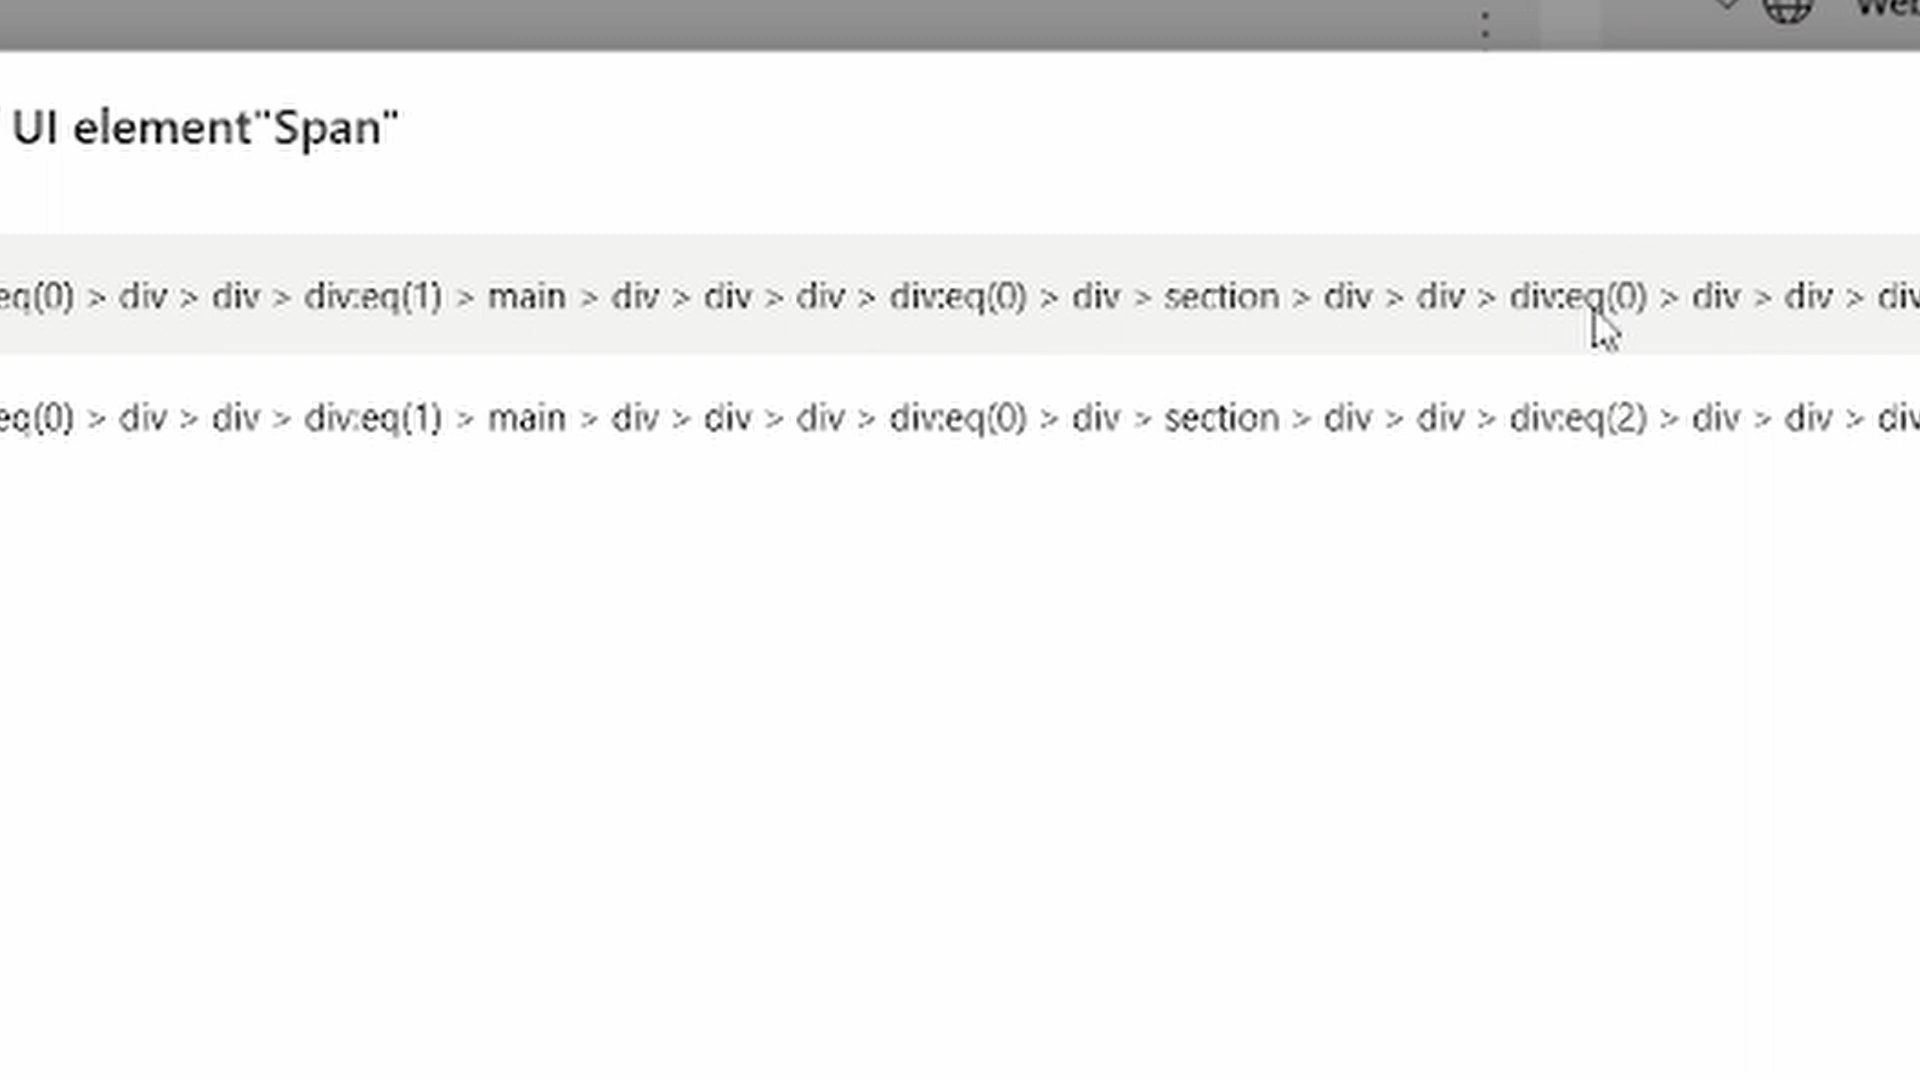 Web
UI element"Span"
eq(0) > div > div > div:eq(1) > main > div > div > div > div:eq(0) > div > section > div > div > div:eq(0) > div > div > div
eq(0) > div > div > div:eq(1) > main > div > div > div > div:eq(0) > div > section > div > div > div:eq(2) > div > div > div